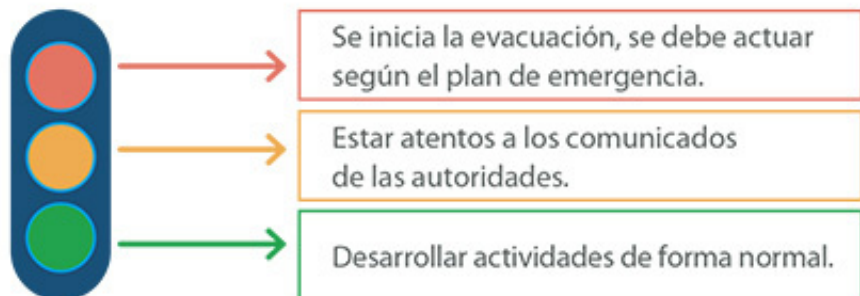 Se inicia la evacuación, se debe actuar
según el plan de emergencia.
Estar atentos a los comunicados
de las autoridades.
Desarrollar actividades de forma normal.